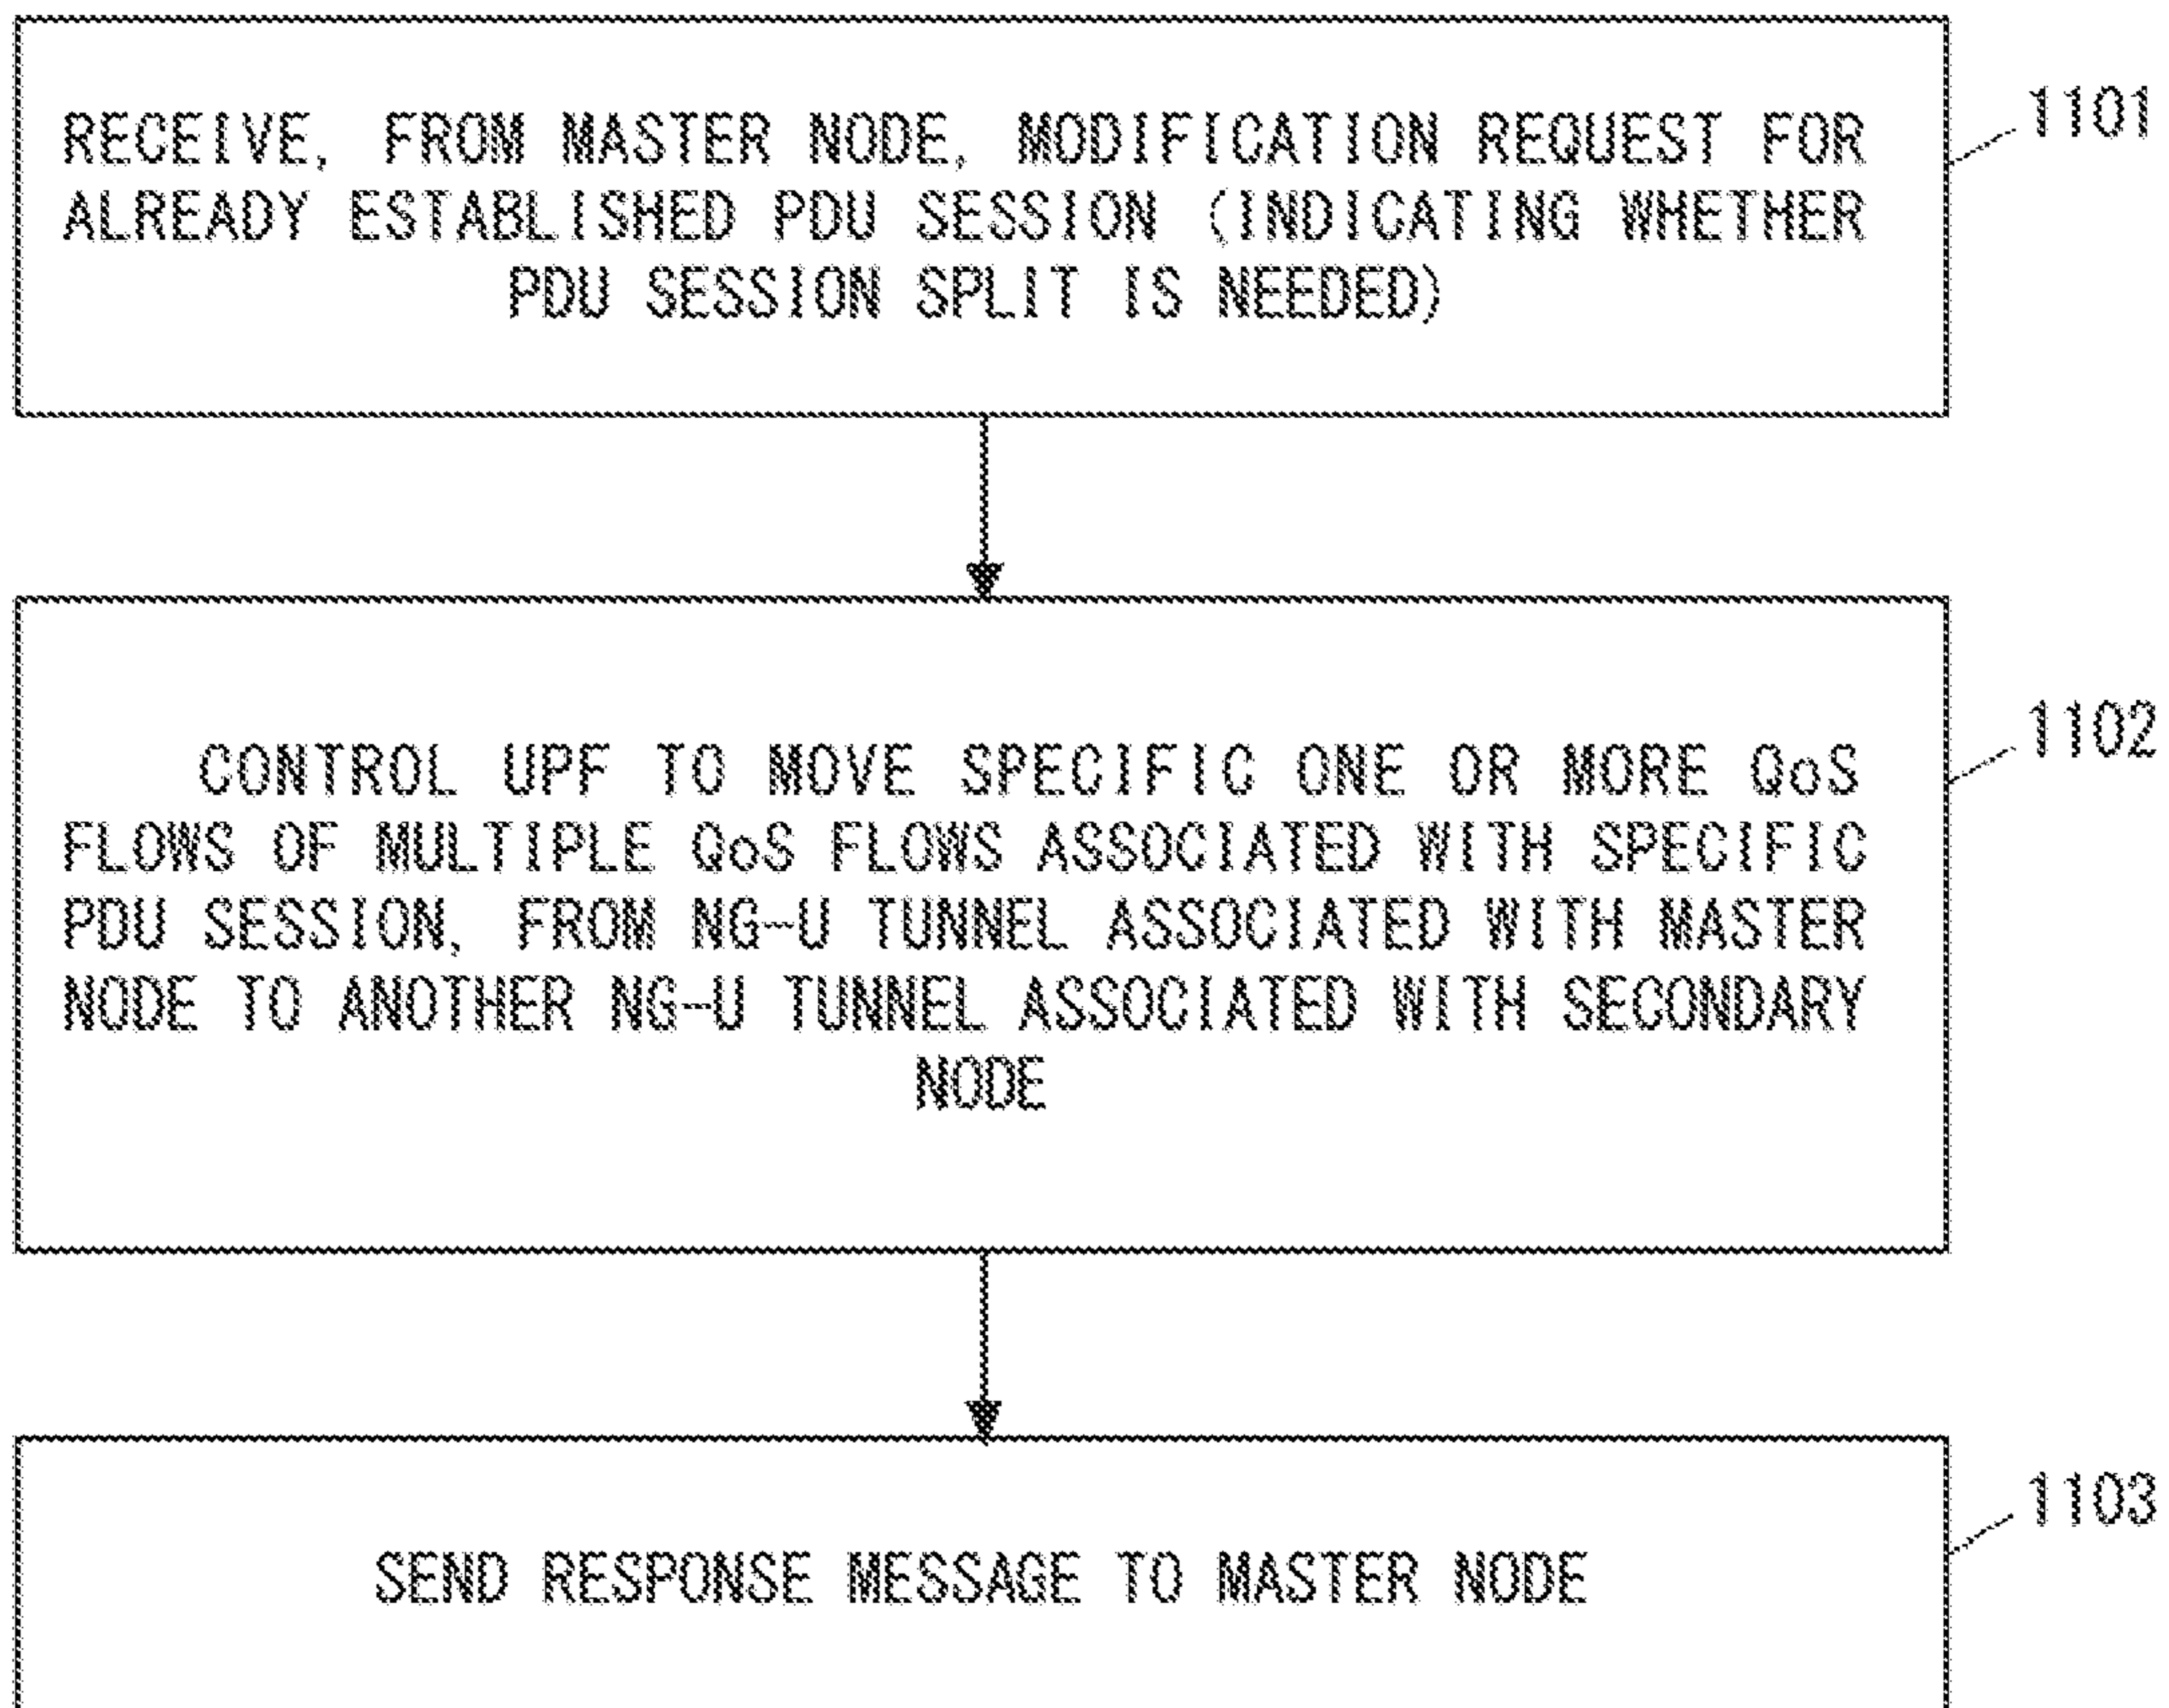 RECEIVE, FROM MASTER NODE, MODIFICATION REQUEST FOR
ALREADY ESTABLISHED PDU SESSION (INDICATING WHETHER
PDU SESSION SPLIT IS NEEDED)
1101
CONTROL UPF TO MOVE SPECIFIC ONE OR MORE QoS
FLOWS OF MULTIPLE QoS FLOWS ASSOCIATED WITH SPECIFIC
PDU SESSION, FROM NG-U TUNNEL ASSOCIATED WITH MASTER
NODE TO ANOTHER NG-U TUNNEL ASSOCIATED WITH SECONDARY
NODE
1102
SEND RESPONSE MESSAGE TO MASTER NODE
1103